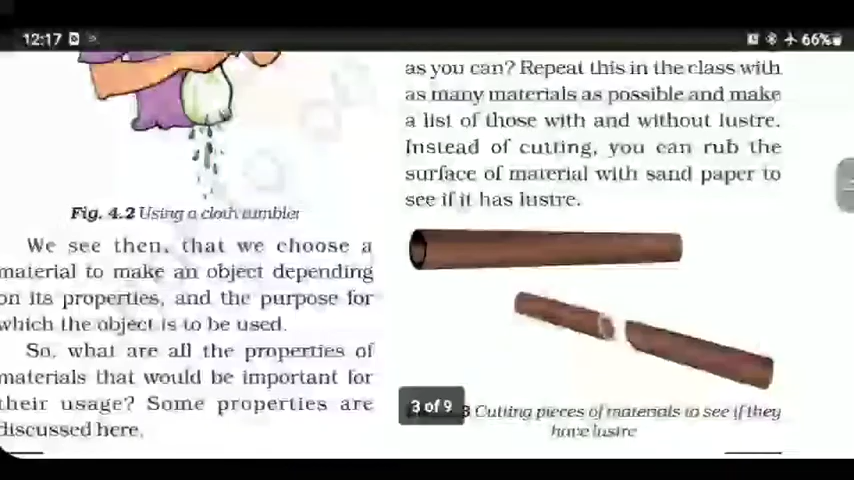 12:17
66%
Fig. 4.2 Using a cloth tumbler
We see then, that we choose a
material to make an object depending
on its properties, and the purpose for
which the object is to be used.
So, what are all the properties of
materials that would be important for
their usage? Some properties are
discussed here.
as you can? Repeat this in the class with
as many materials as possible and make
a list of those with and without lustre.
Instead of cutting, you can rub the
surface of material with sand paper to
see if it has lustre.
3 Cutting pieces of materials to see if they
have lustre
3 of 9